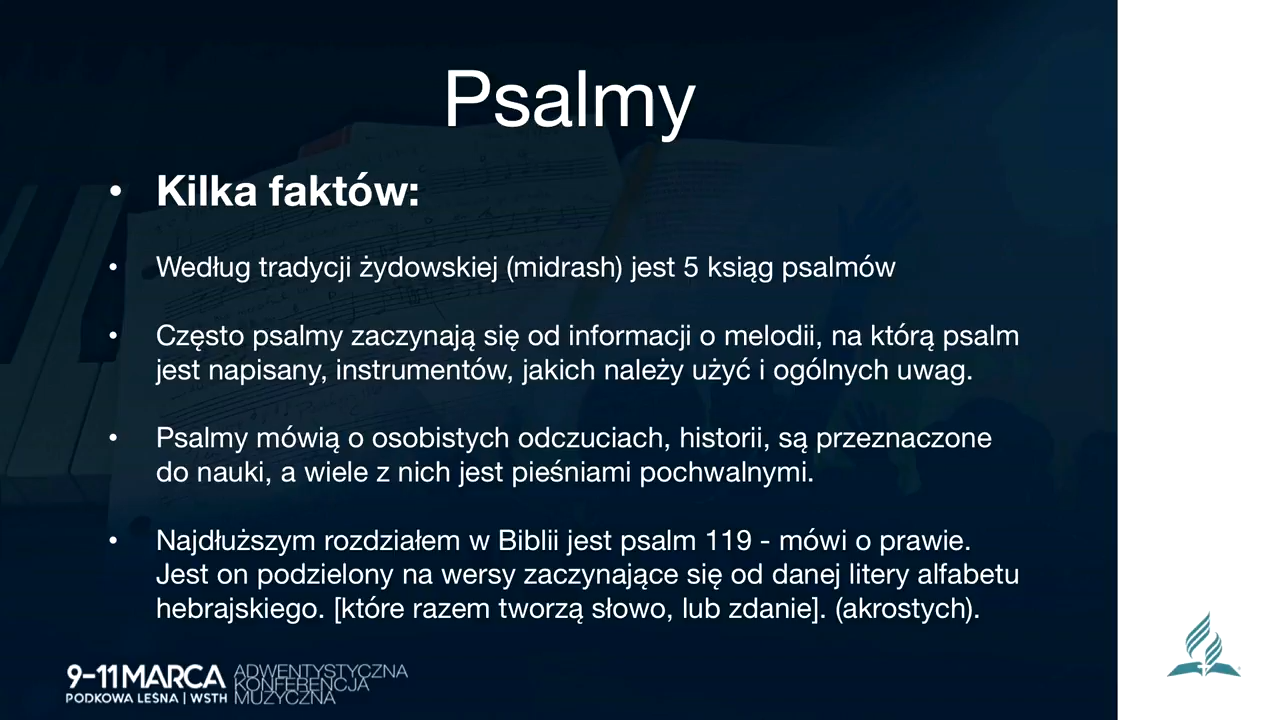 Psalmy
• Kilka faktów:
• Według tradycji żydowskiej (midrash) jest 5 ksiąg psalmów
• Często psalmy zaczynają się od informacji o melodii, na którą psalm
jest napisany, instrumentów, jakich należy użyć i ogólnych uwag.
• Psalmy mówią o osobistych odczuciach, historii, są przeznaczone
do nauki, a wiele z nich jest pieśniami pochwalnymi.
• Najdłuższym rozdziałem w Biblii jest psalm 119 - mówi o prawie.
Jest on podzielony na wersy zaczynające się od danej litery alfabetu
hebrajskiego. [które razem tworzą słowo, lub zdanie]. (akrostych).
9-11 MARCA
PODKOWA LEŚNA | WSTH
ADWENTYSTYCZNA
KONFERENCJA
MUZYCZNA